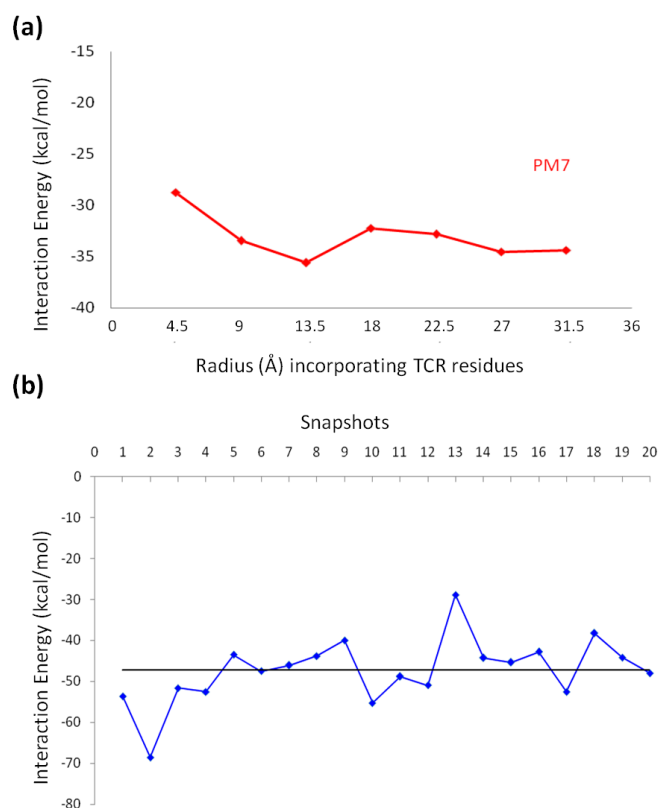 (a)
Interaction Energy (kcal/mol)
-15
-20
-25
-30
-35
-40
PM7
0 4.5 9 13.5 18 22.5 27 31.5 36
Radius (Å) incorporating TCR residues
(b)
Snapshots
0 1 2 3 4 5 6 7 8 9 10 11 12 13 14 15 16 17 18 19 20
Interaction Energy (kcal/mol)
0
-10
-20
-30
-40
-50
-60
-70
-80